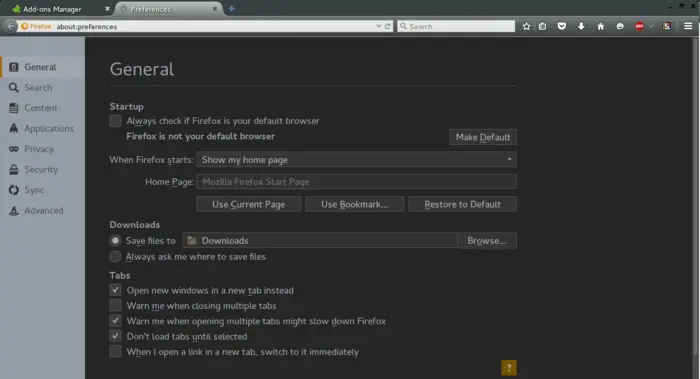 Add-ons Manager
Preferences
Firefox
about:preferences
Search
ABP
General
Search
Content
Applications
Privacy
Security
Sync
Advanced
General
Startup
Always check if Firefox is your default browser
Firefox is not your default browser
Make Default
When Firefox starts:
Show my home page
Home Page:
Mozilla Firefox Start Page
Use Current Page
Use Bookmark...
Restore to Default
Downloads
Save files to
Downloads
Browse...
Always ask me where to save files
Tabs
Open new windows in a new tab instead
Warn me when closing multiple tabs
Warn me when opening multiple tabs might slow down Firefox
Don't load tabs until selected
When I open a link in a new tab, switch to it immediately
?